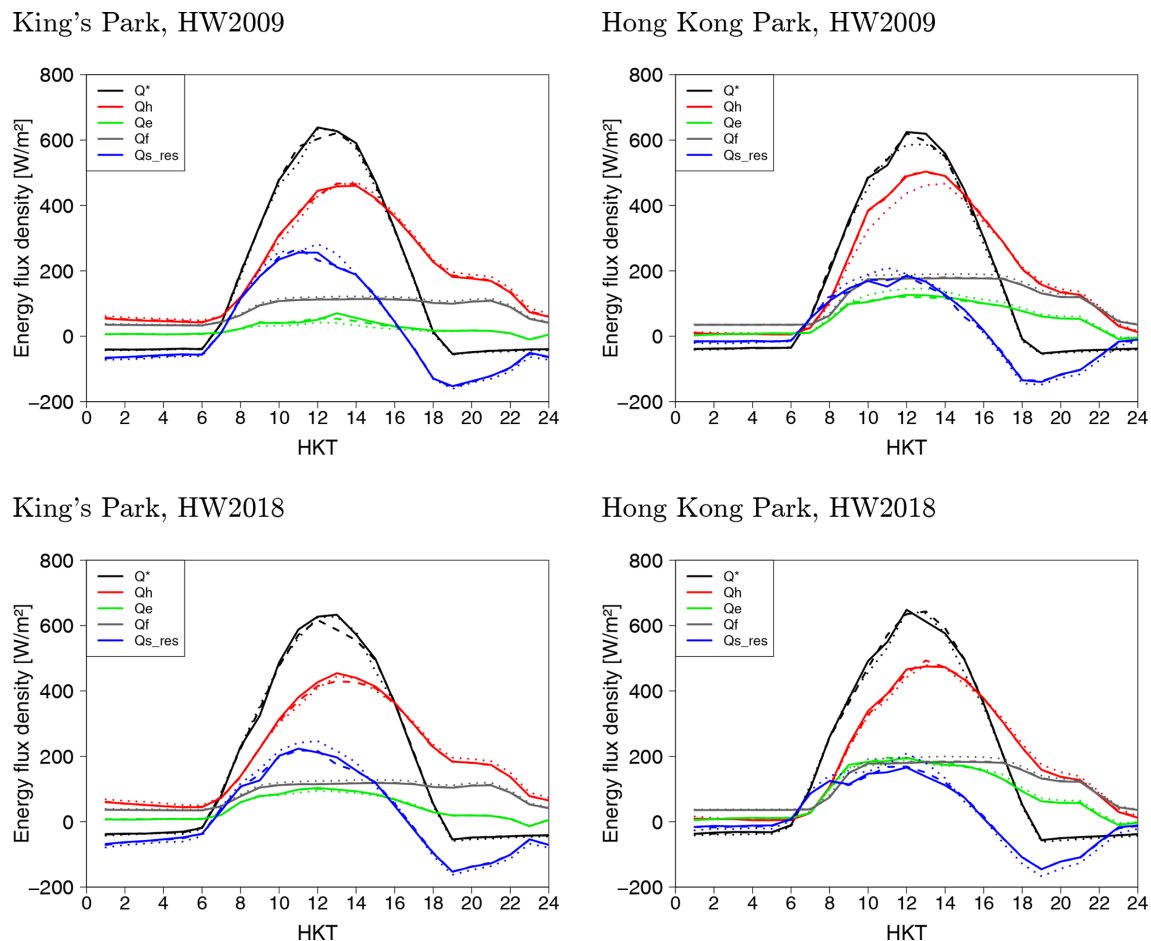 King's Park, HW2009
Energy flux density [W/m²]
800
600
400
200
0
−200
Q*
Qh
Qe
Qf
Qs_res
0 2 4 6 8 10 12 14 16 18 20 22 24
HKT
Hong Kong Park, HW2009
Energy flux density [W/m²]
800
600
400
200
0
−200
Q*
Qh
Qe
Qf
Qs_res
0 2 4 6 8 10 12 14 16 18 20 22 24
HKT
King's Park, HW2018
Energy flux density [W/m²]
800
600
400
200
0
−200
Q*
Qh
Qe
Qf
Qs_res
0 2 4 6 8 10 12 14 16 18 20 22 24
HKT
Hong Kong Park, HW2018
Energy flux density [W/m²]
800
600
400
200
0
−200
Q*
Qh
Qe
Qf
Qs_res
0 2 4 6 8 10 12 14 16 18 20 22 24
HKT